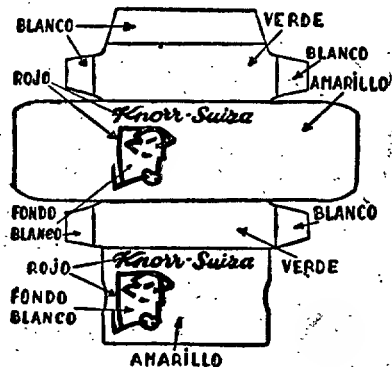 BLANCO
VERDE
BLANCO
ROJO
AMARILLO
Knorr-Suiza
FONDO
BLANCO
BLANCO
Knorr-Suiza
ROJO
VERDE
FONDO
BLANCO
AMARILLO